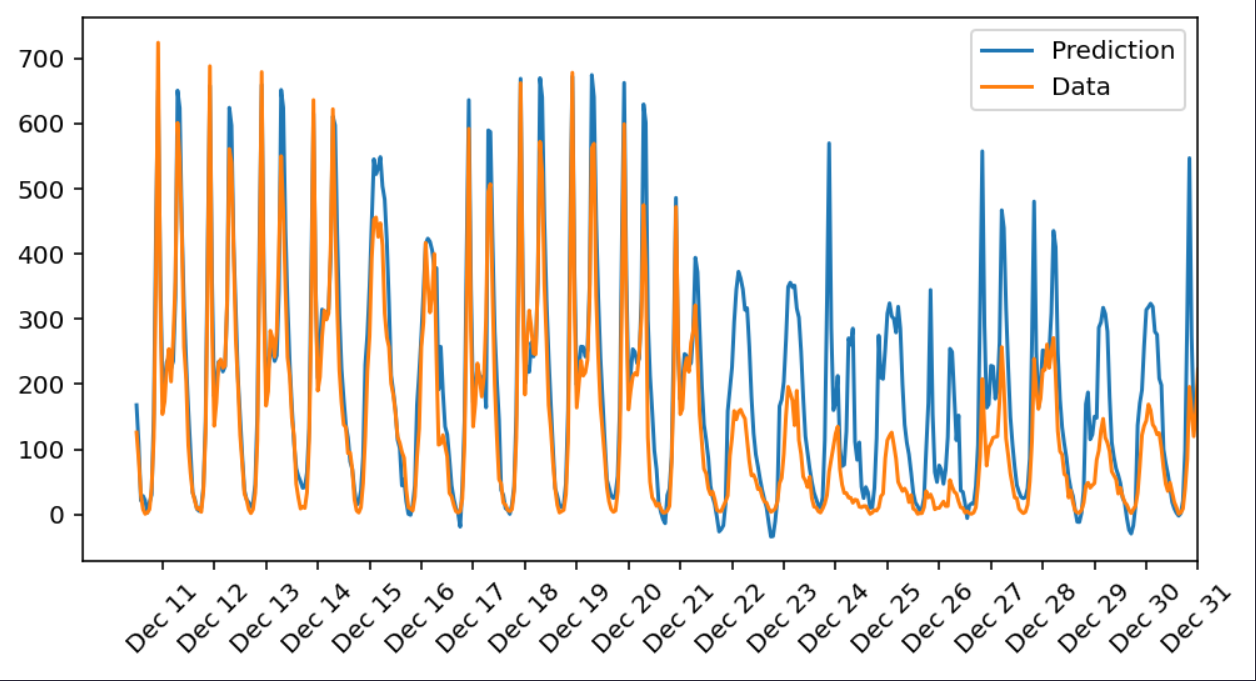 Prediction
Data
700
600
500
400
300
200
100
0
Dec 11
Dec 12
Dec 13
Dec 14
Dec 15
Dec 16
Dec 17
Dec 18
Dec 19
Dec 20
Dec 21
Dec 22
Dec 23
Dec 24
Dec 25
Dec 26
Dec 27
Dec 28
Dec 29
Dec 30
Dec 31